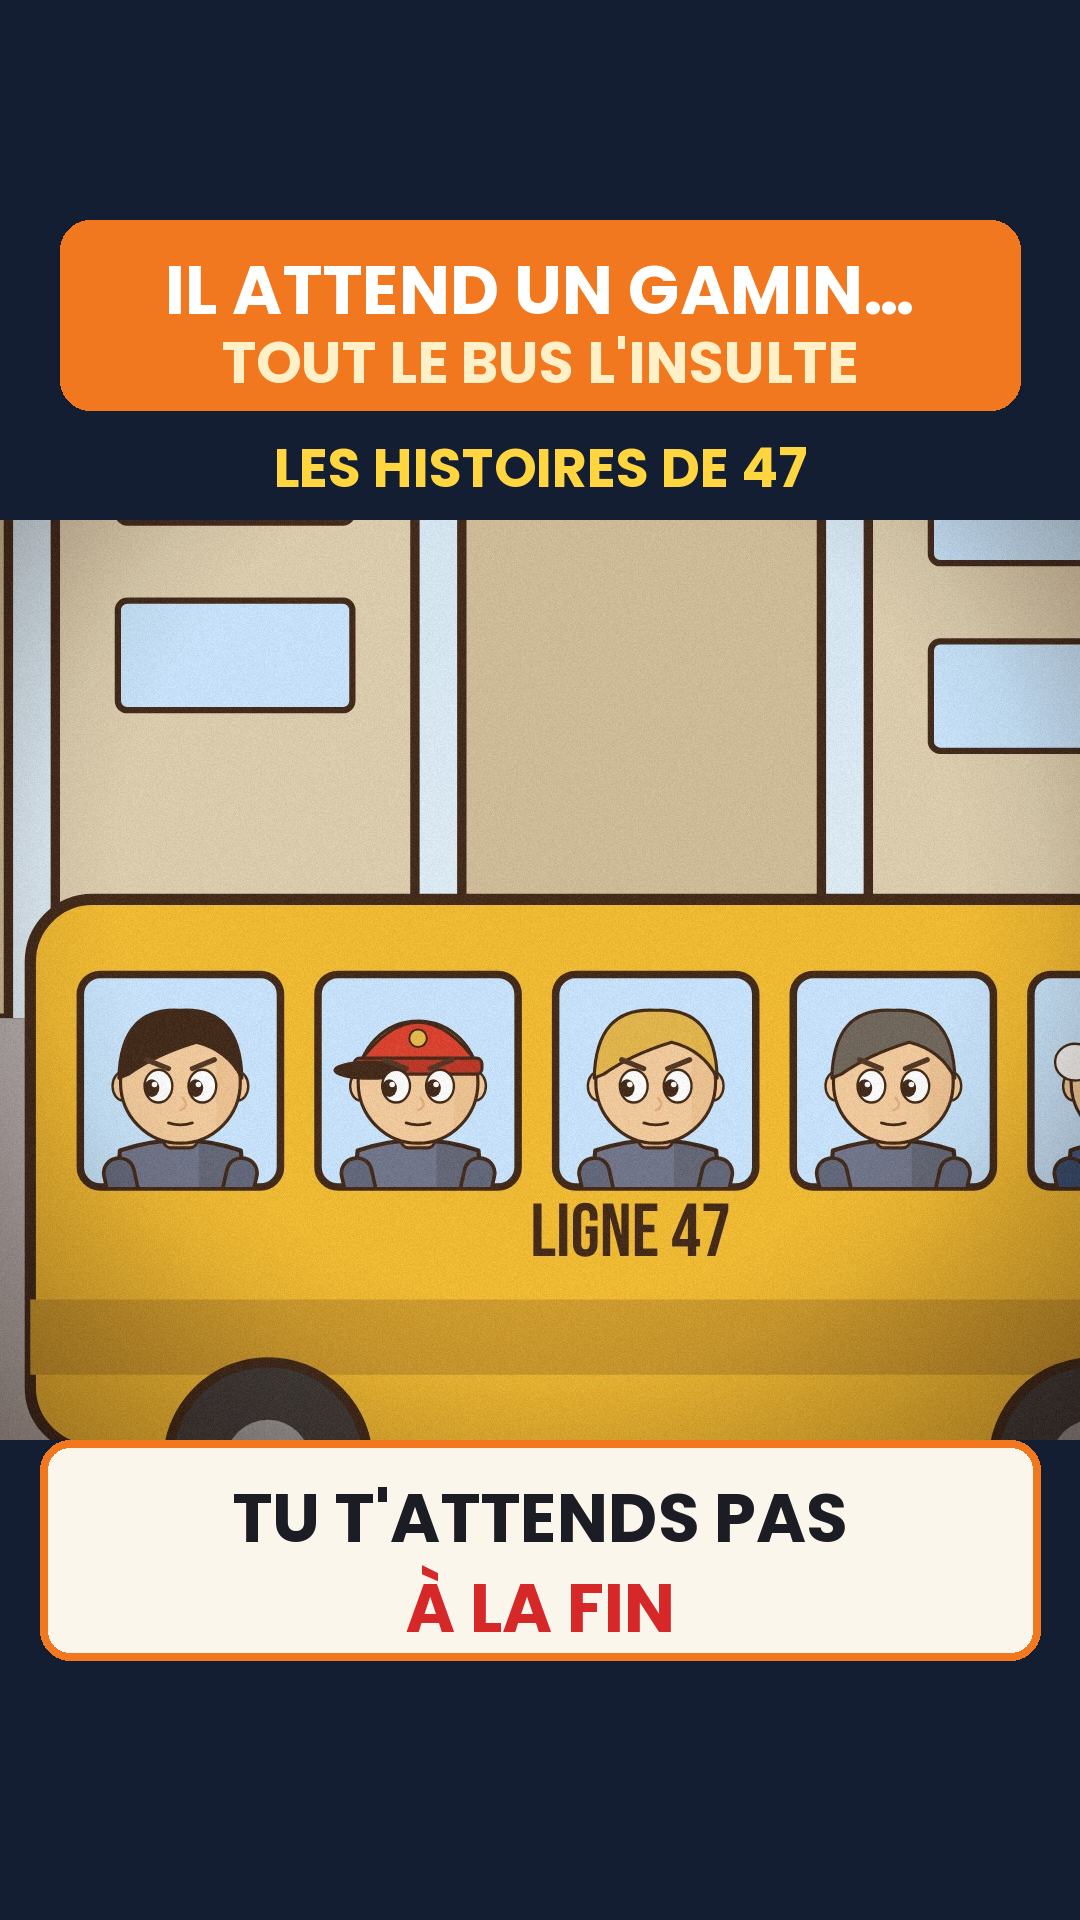 IL ATTEND UN GAMIN...
TOUT LE BUS L'INSULTE
LES HISTOIRES DE 47
LIGNE 47
TU T'ATTENDS PAS
À LA FIN